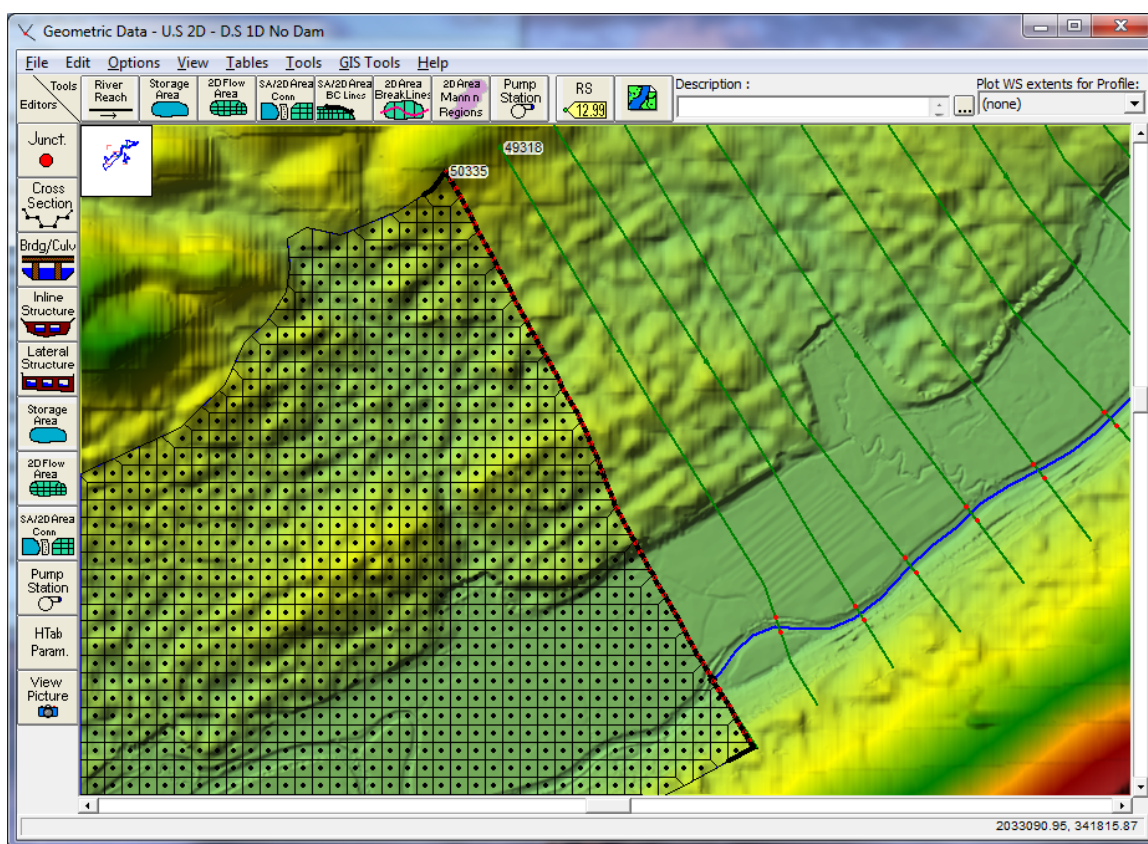 Geometric Data - U.S 2D - D.S 1D No Dam
File Edit Options View Tables Tools GIS Tools Help
Tools
Editors
River
Reach
Storage
Area
2D Flow
Area
SA/2D Area
Conn
SA/2D Area
BC Lines
2D Area
BreakLines
2D Area
Mann n
Regions
Pump
Station
RS
12.99
Description :
...
Plot WS extents for Profile:
(none)
Junct.
Cross
Section
Brdg/Culv
Inline
Structure
Lateral
Structure
Storage
Area
2D Flow
Area
SA/2D Area
Conn
Pump
Station
HTab
Param.
View
Picture
49318
50335
2033090.95, 341815.87